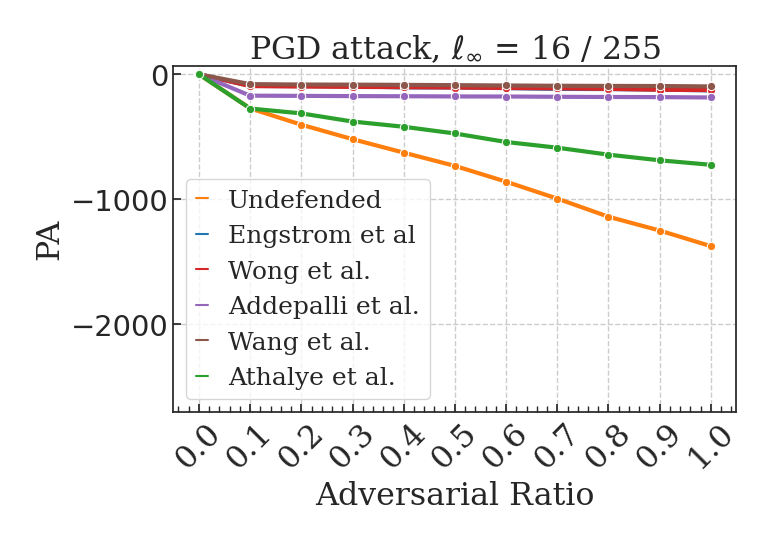 PGD attack, ℓ∞ = 16 / 255
PA
0
−1000
−2000
Undefended
Engstrom et al
Wong et al.
Addepalli et al.
Wang et al.
Athalye et al.
0.0 0.1 0.2 0.3 0.4 0.5 0.6 0.7 0.8 0.9 1.0
Adversarial Ratio